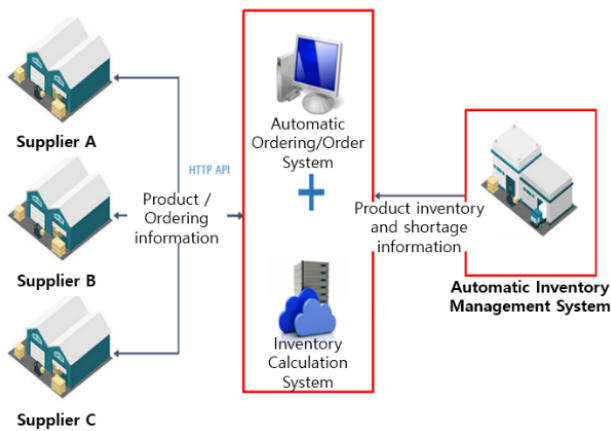 Supplier A
Supplier B
Supplier C
HTTP API
Product /
Ordering
information
Automatic
Ordering/Order
System
+
Inventory
Calculation
System
Product inventory
and shortage
information
Automatic Inventory
Management System